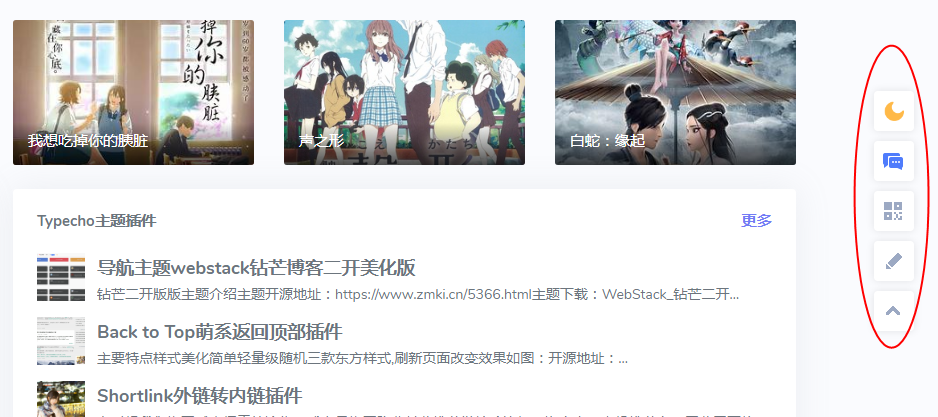 我想吃掉你的胰脏
声之形
白蛇：缘起
Typecho主题插件
更多
导航主题webstack钻芒博客二开美化版
钻芒二开版版主题介绍主题开源地址：https://www.zmki.cn/5366.html主题下载：WebStack_钻芒二开...
Back to Top萌系返回顶部插件
主要特点样式美化简单轻量级随机三款东方样式,刷新页面改变效果如图：开源地址：...
Shortlink外链转内链插件